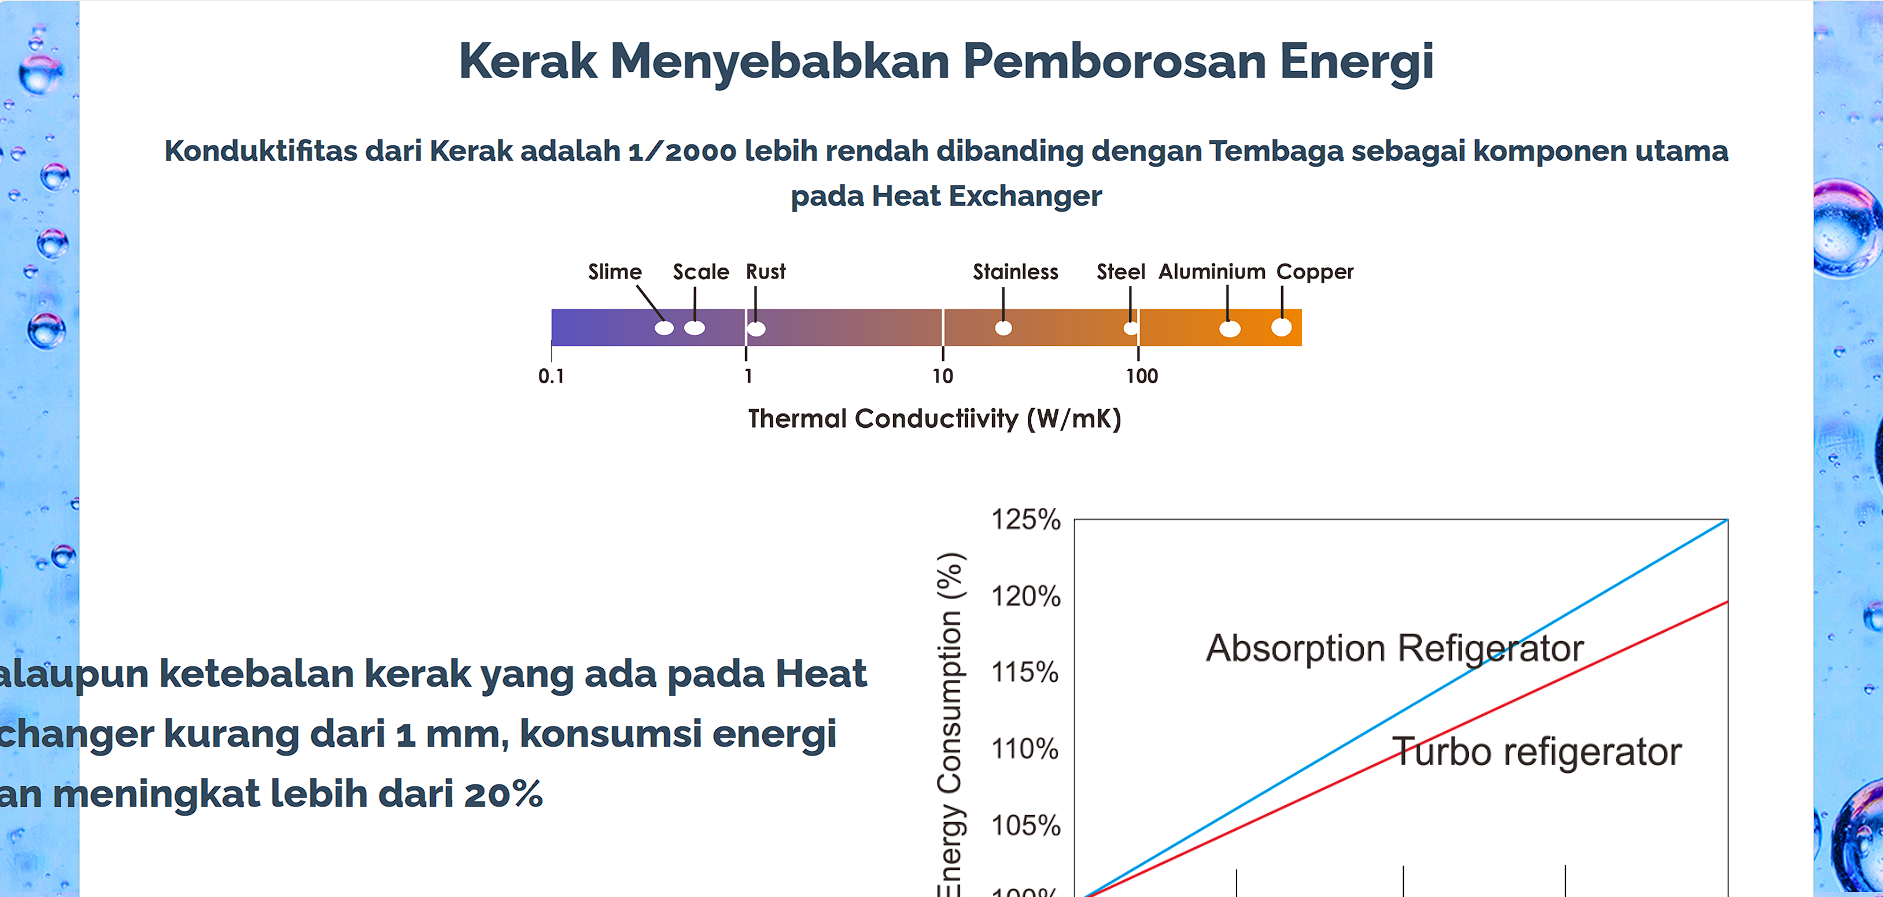 Kerak Menyebabkan Pemborosan Energi
Konduktifitas dari Kerak adalah 1/2000 lebih rendah dibanding dengan Tembaga sebagai komponen utama
pada Heat Exchanger
Slime Scale Rust Stainless Steel Aluminium Copper
0.1 1 10 100
Thermal Conductiivity (W/mK)
alaupun ketebalan kerak yang ada pada Heat
changer kurang dari 1 mm, konsumsi energi
an meningkat lebih dari 20%
Energy Consumption (%)
125%
120%
115%
110%
105%
100%
Absorption Refigerator
Turbo refigerator